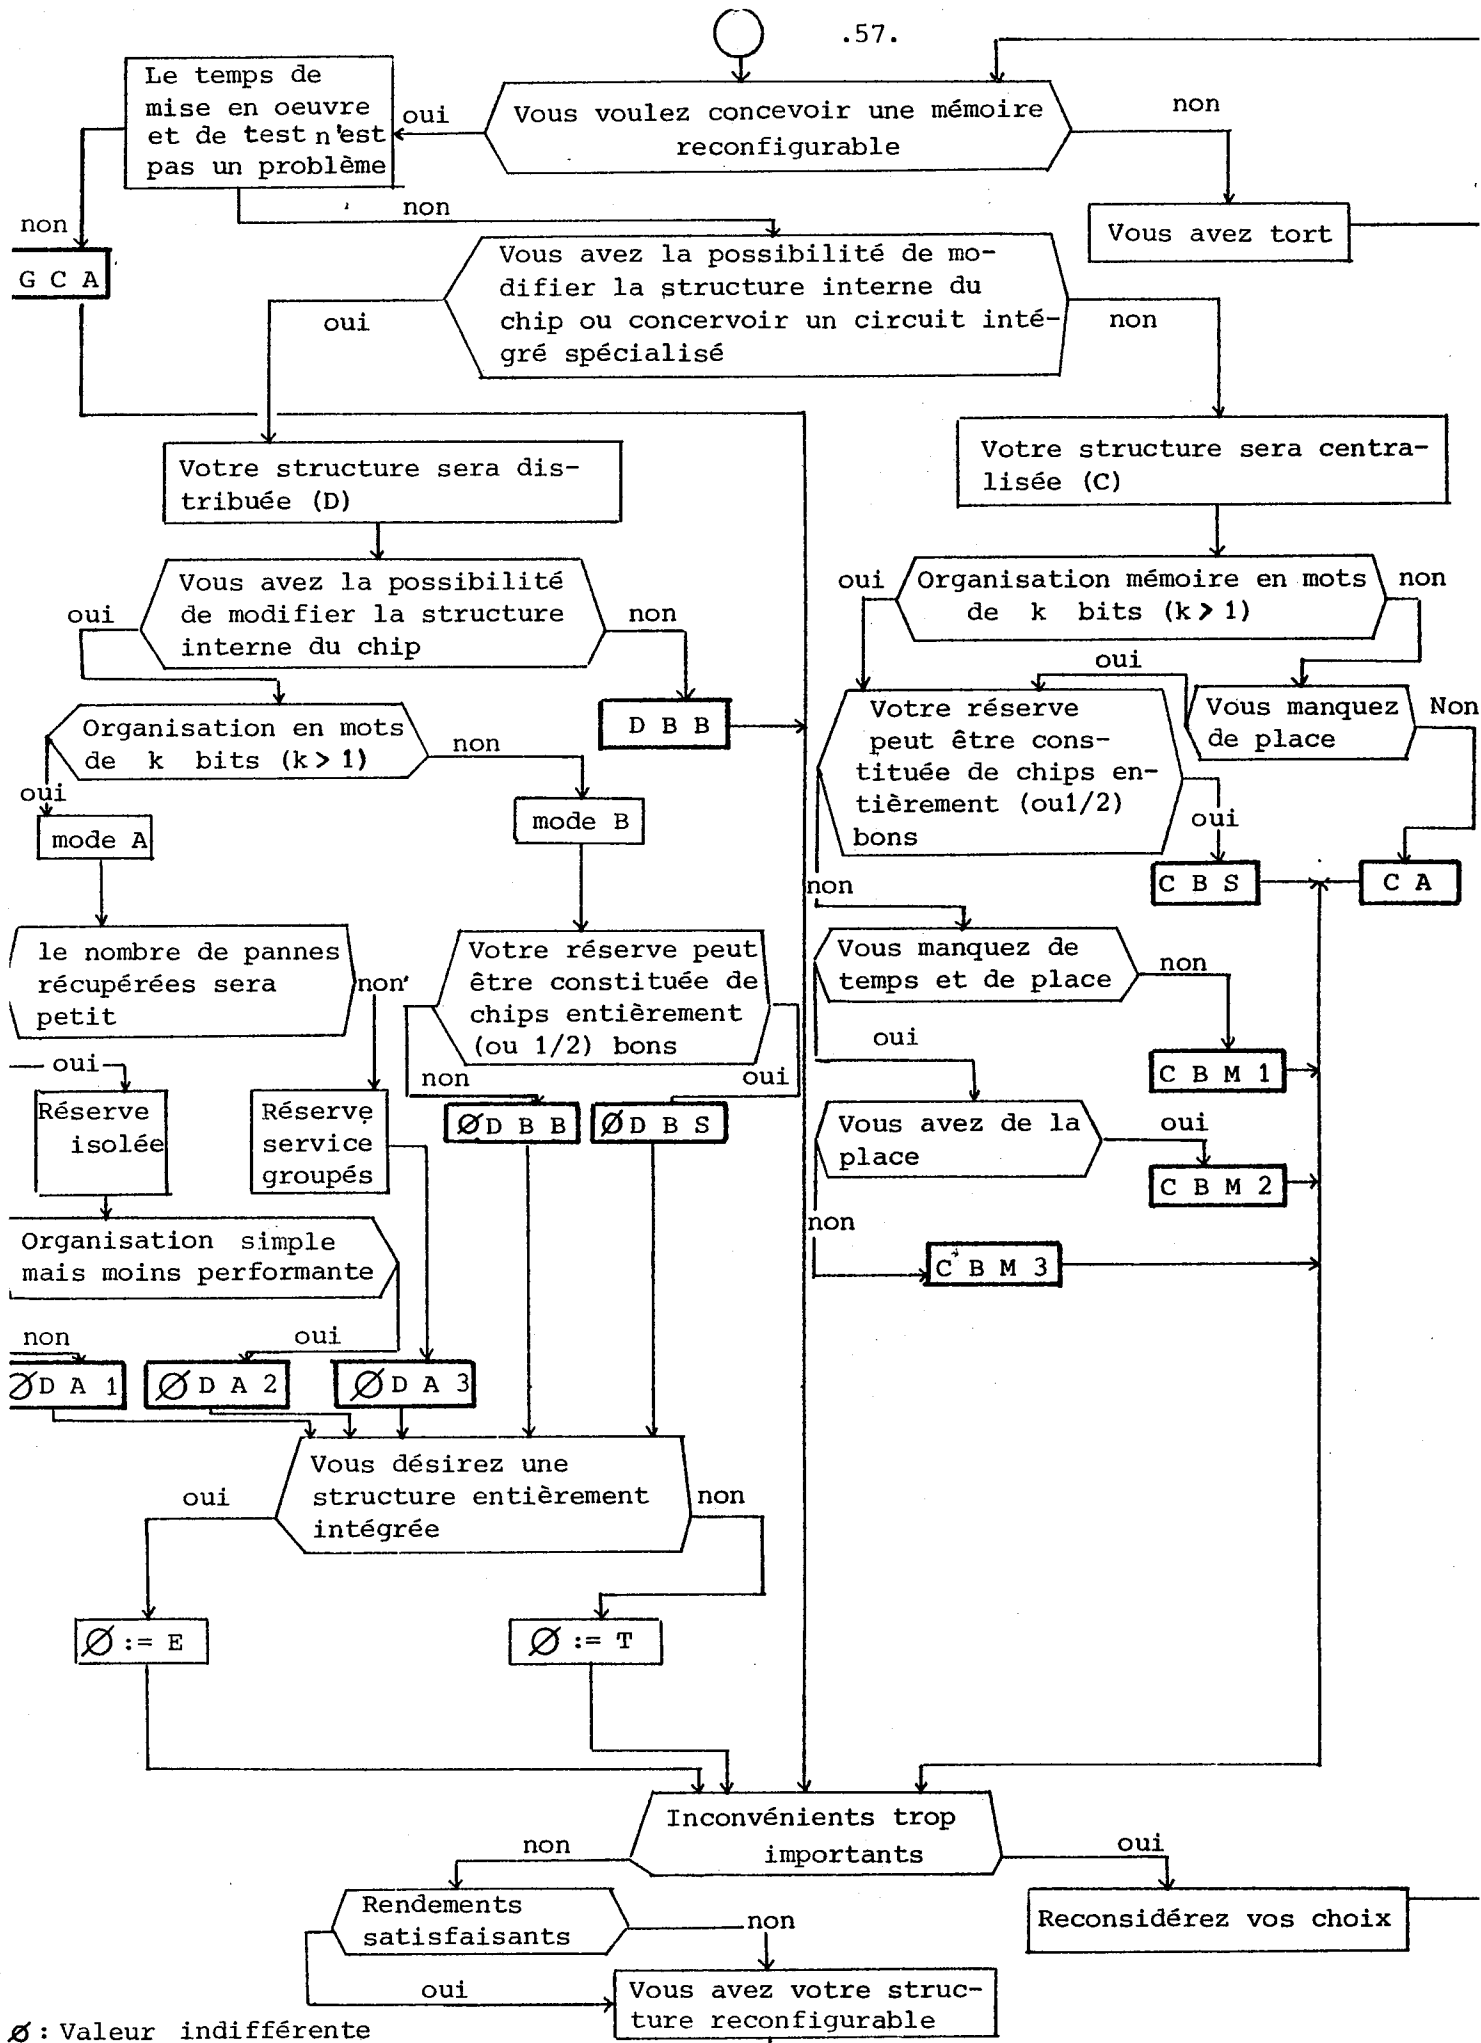 .57.
Le temps de
mise en oeuvre
et de test n'est
pas un problème
oui
Vous voulez concevoir une mémoire
reconfigurable
non
Vous avez tort
non
non
G C A
Vous avez la possibilité de mo-
difier la structure interne du
chip ou concervoir un circuit inté-
gré spécialisé
oui
non
Votre structure sera dis-
tribuée (D)
Votre structure sera centra-
lisée (C)
Vous avez la possibilité
de modifier la structure
interne du chip
oui
non
oui
Organisation mémoire en mots
de k bits (k > 1)
non
oui
D B B
Organisation en mots
de k bits (k > 1)
non
oui
Votre réserve
peut être cons-
tituée de chips en-
tièrement (ou1/2)
bons
Vous manquez
de place
Non
oui
mode A
mode B
C B S
C A
non
le nombre de pannes
récupérées sera
petit
non'
Votre réserve peut
être constituée de
chips entièrement
(ou 1/2) bons
Vous manquez de
temps et de place
non
oui
oui
non
oui
C B M 1
Réserve
isolée
Réserve
service
groupés
Ø D B B
Ø D B S
Vous avez de la
place
oui
C B M 2
non
Organisation simple
mais moins performante
C B M 3
non
oui
Ø D A 1
Ø D A 2
Ø D A 3
Vous désirez une
structure entièrement
intégrée
oui
non
Ø := E
Ø := T
Inconvénients trop
importants
non
oui
Rendements
satisfaisants
non
Reconsidérez vos choix
oui
Vous avez votre struc-
ture reconfigurable
Ø : Valeur indifférente